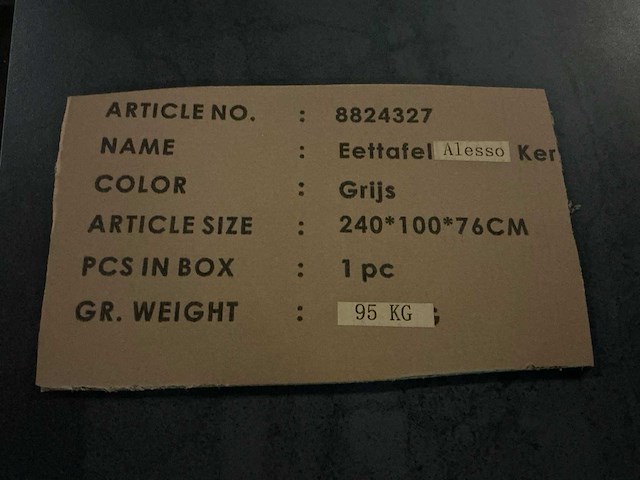 ARTICLE NO. : 8824327
NAME : Eettafel Alesso Ker
COLOR : Grijs
ARTICLE SIZE : 240*100*76CM
PCS IN BOX : 1 pc
GR. WEIGHT : 95 KG